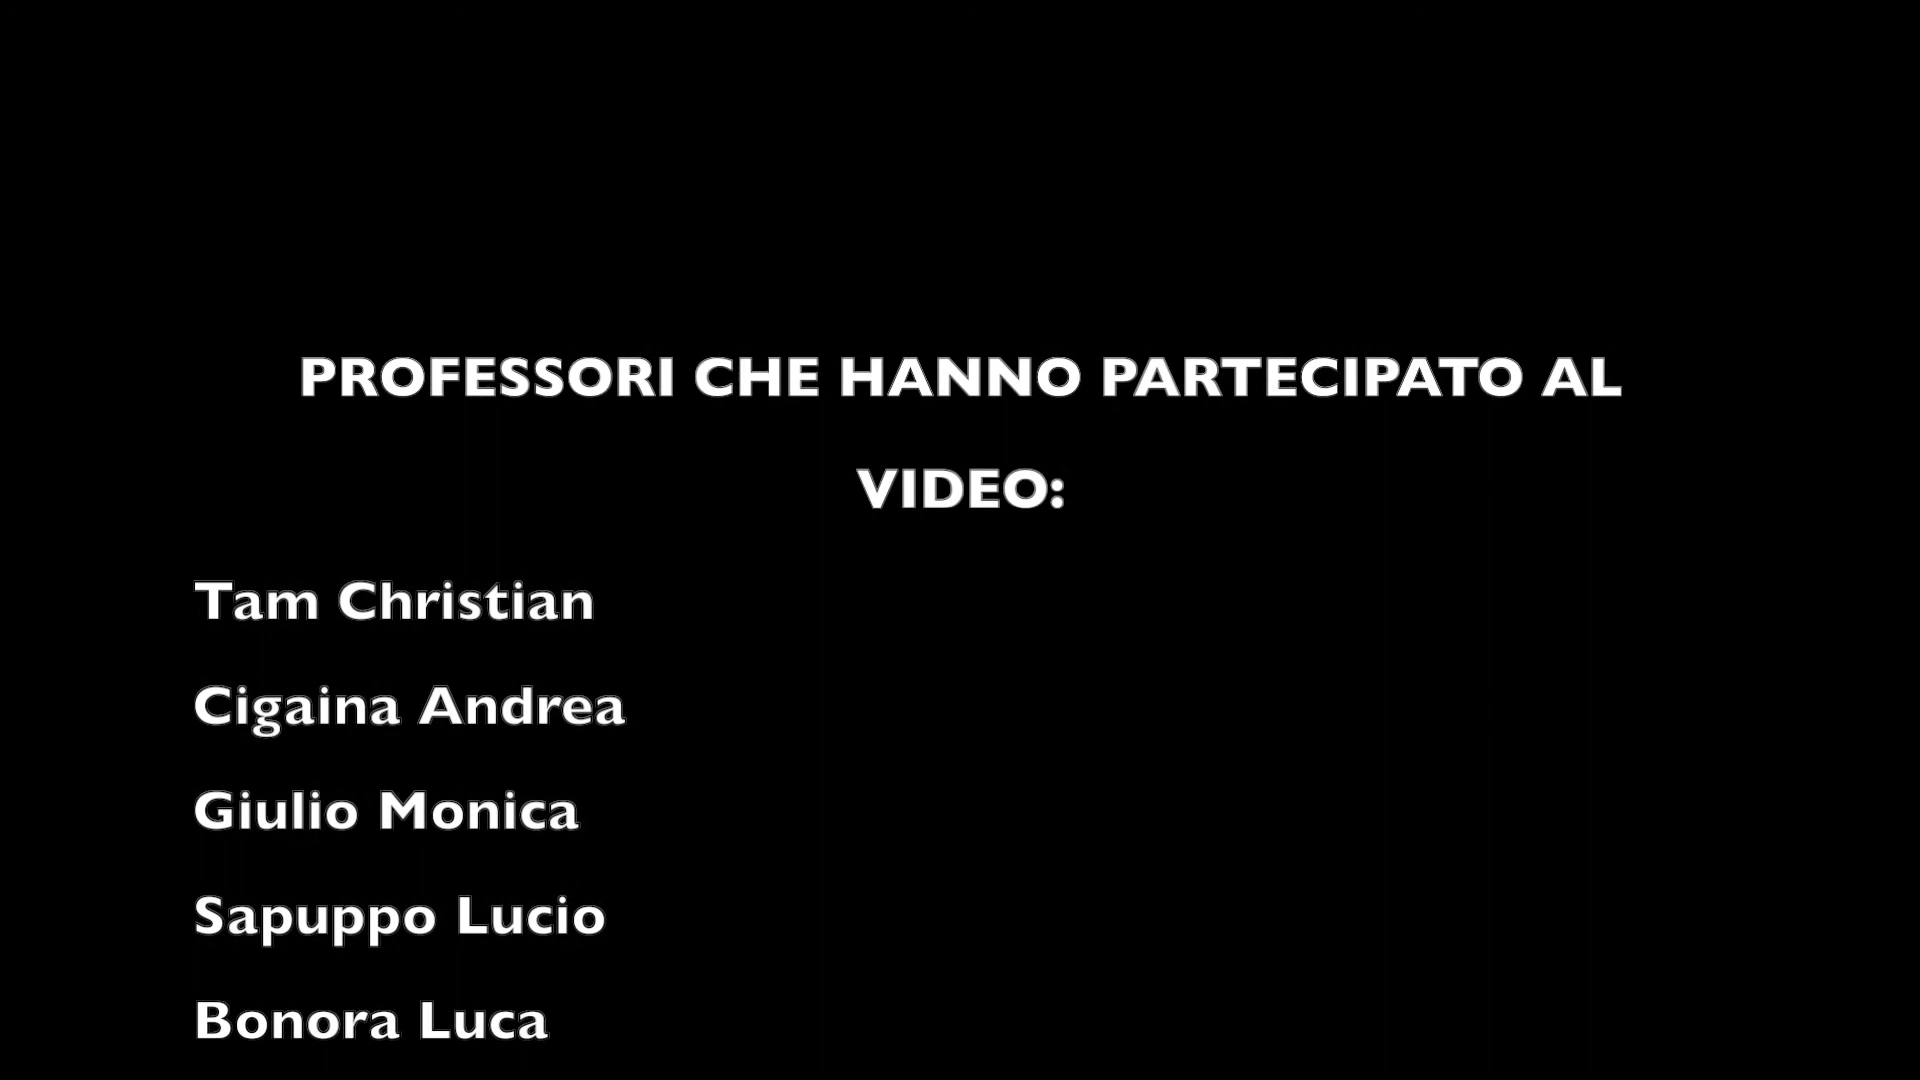 PROFESSORI CHE HANNO PARTECIPATO AL
VIDEO:
Tam Christian
Cigaina Andrea
Giulio Monica
Sapuppo Lucio
Bonora Luca